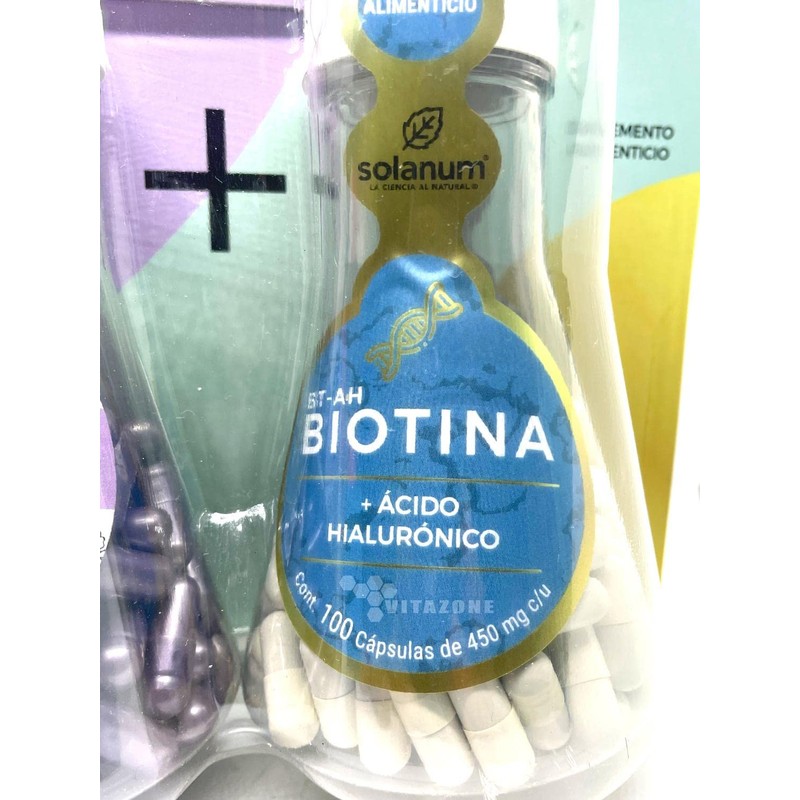 ALIMENTICIO
solanum®
LA CIENCIA AL NATURAL®
BIT-AH
BIOTINA
+ ÁCIDO
HIALURÓNICO
VITAZONE
Cont. 100 Cápsulas de 450 mg c/u
+
EMENTO
ENTICIO